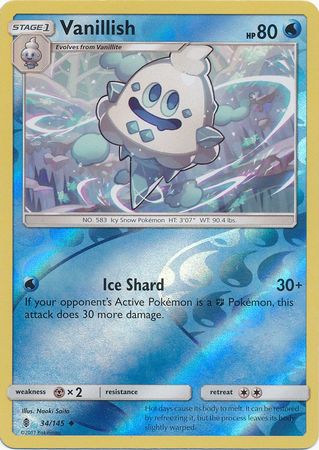 STAGE1 Vanillish HP80
Evolves from Vanillite
NO. 583 Icy Snow Pokémon HT: 3'07" WT: 90.4 lbs.
Ice Shard 30+
If your opponent's Active Pokémon is a Pokémon,
this attack does 30 more damage.
weakness ×2 resistance retreat
Illus. Naoki Saito
34/145
©2017 Pokémon
Hot days cause its body to melt. It can be restored
by refreezing it, but the process leaves its body
slightly warped.